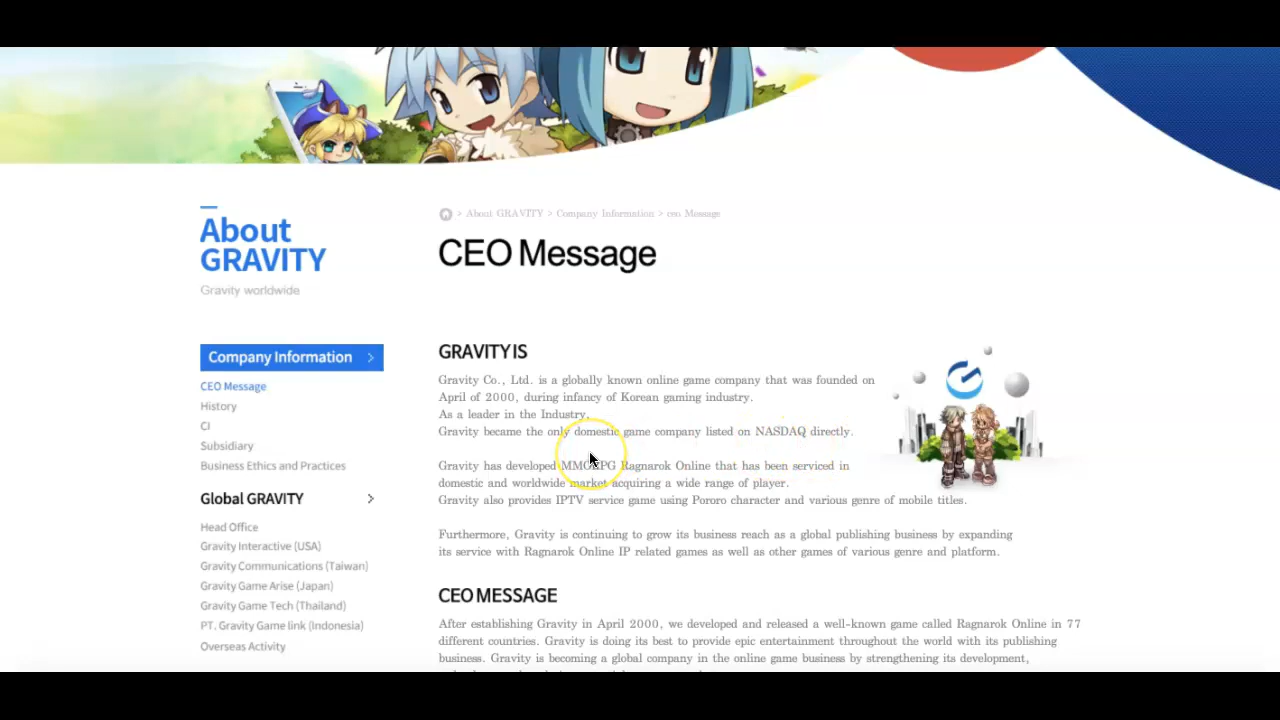 > About GRAVITY > Company Information > ceo Message
About
GRAVITY
Gravity worldwide
CEO Message
Company Information >
CEO Message
History
CI
Subsidiary
Business Ethics and Practices
Global GRAVITY >
Head Office
Gravity Interactive (USA)
Gravity Communications (Taiwan)
Gravity Game Arise (Japan)
Gravity Game Tech (Thailand)
PT. Gravity Game link (Indonesia)
Overseas Activity
GRAVITY IS
Gravity Co., Ltd. is a globally known online game company that was founded on
April of 2000, during infancy of Korean gaming industry.
As a leader in the Industry,
Gravity became the only domestic game company listed on NASDAQ directly.
Gravity has developed MMORPG Ragnarok Online that has been serviced in
domestic and worldwide market acquiring a wide range of player.
Gravity also provides IPTV service game using Pororo character and various genre of mobile titles.
Furthermore, Gravity is continuing to grow its business reach as a global publishing business by expanding
its service with Ragnarok Online IP related games as well as other games of various genre and platform.
CEO MESSAGE
After establishing Gravity in April 2000, we developed and released a well-known game called Ragnarok Online in 77
different countries. Gravity is doing its best to provide epic entertainment throughout the world with its publishing
business. Gravity is becoming a global company in the online game business by strengthening its development,